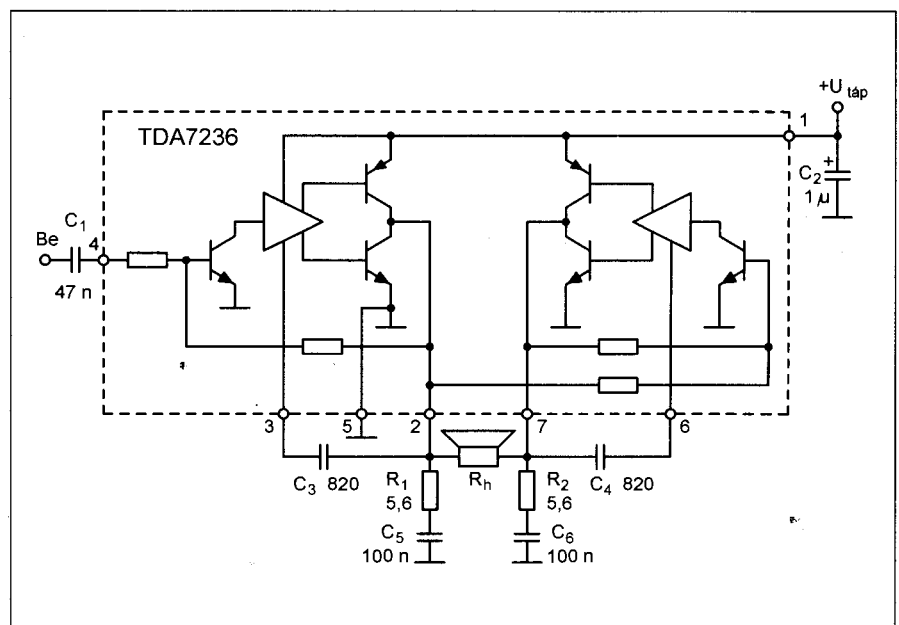 +U táp
1
TDA7236
C2
+
1 μ
C1
Be
4
47 n
3
5
2
7
6
C3 820
R1
5,6
Rh
R2
5,6
C4 820
C5
100 n
C6
100 n